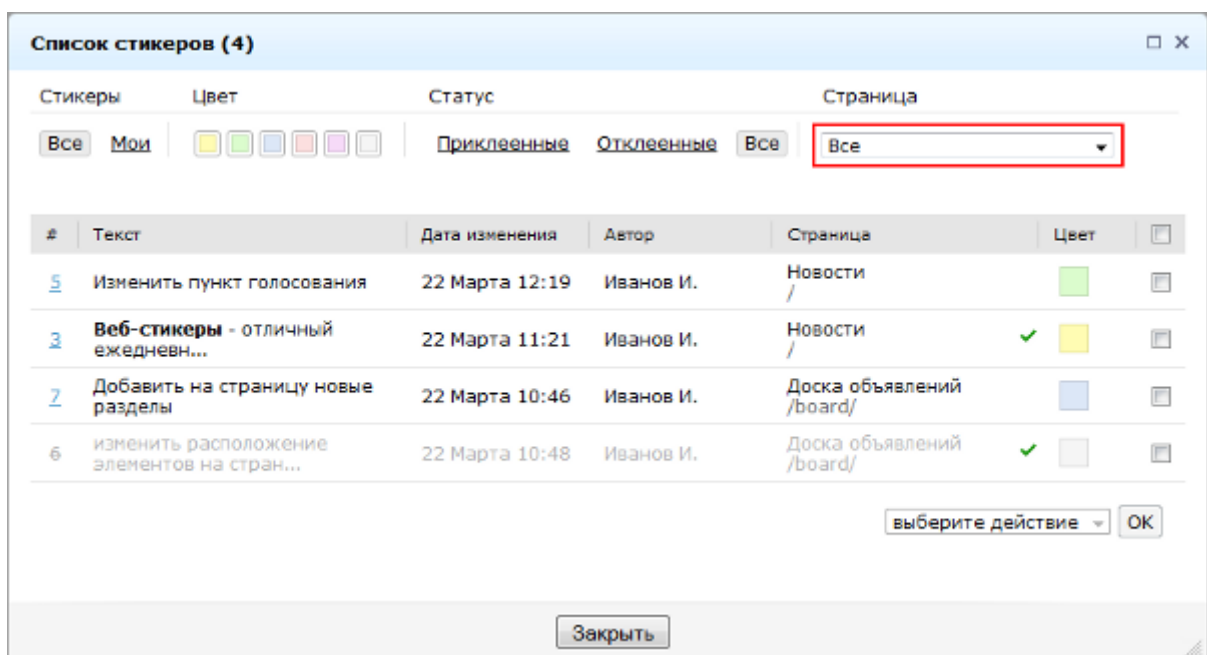 Список стикеров (4)
Стикеры Цвет Статус Страница
Все Мои Приклеенные Отклеенные Все Все
# Текст Дата изменения Автор Страница Цвет
5 Изменить пункт голосования 22 Марта 12:19 Иванов И. Новости
/
3 Веб-стикеры - отличный 22 Марта 11:21 Иванов И. Новости
ежедневн... /
7 Добавить на страницу новые 22 Марта 10:46 Иванов И. Доска объявлений
разделы /board/
6 изменить расположение 22 Марта 10:48 Иванов И. Доска объявлений
элементов на стран... /board/
выберите действие OK
Закрыть